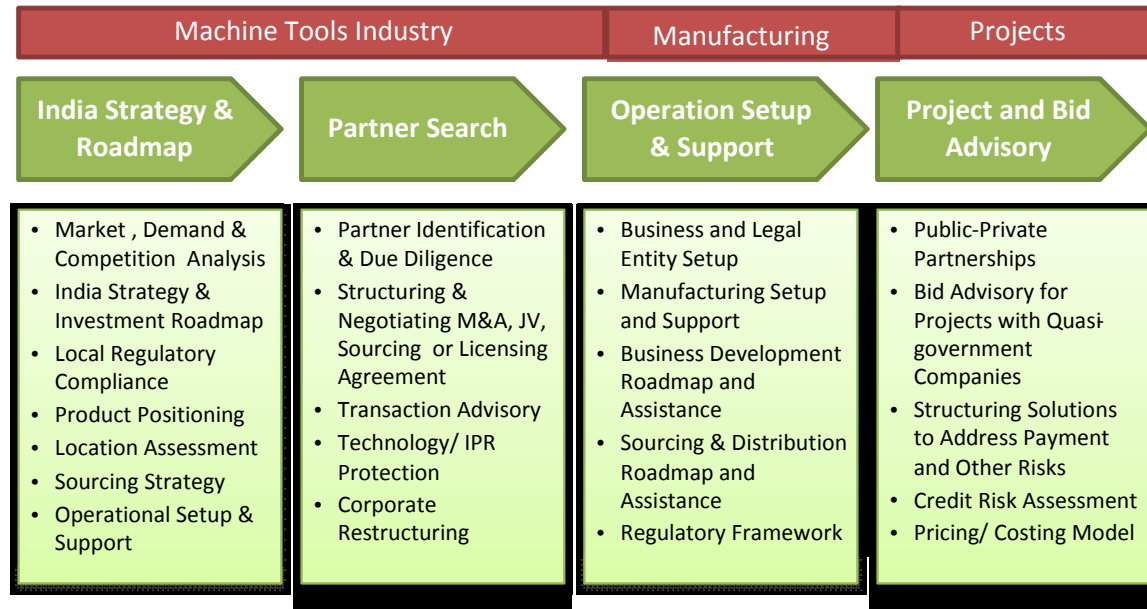 Machine Tools Industry
Manufacturing
Projects
India Strategy &
Roadmap
Partner Search
Operation Setup
& Support
Project and Bid
Advisory
• Market , Demand &
Competition Analysis
• India Strategy &
Investment Roadmap
• Local Regulatory
Compliance
• Product Positioning
• Location Assessment
• Sourcing Strategy
• Operational Setup &
Support
• Partner Identification
& Due Diligence
• Structuring &
Negotiating M&A, JV,
Sourcing or Licensing
Agreement
• Transaction Advisory
• Technology/ IPR
Protection
• Corporate
Restructuring
• Business and Legal
Entity Setup
• Manufacturing Setup
and Support
• Business Development
Roadmap and
Assistance
• Sourcing & Distribution
Roadmap and
Assistance
• Regulatory Framework
• Public-Private
Partnerships
• Bid Advisory for
Projects with Quasi-
government
Companies
• Structuring Solutions
to Address Payment
and Other Risks
• Credit Risk Assessment
• Pricing/ Costing Model